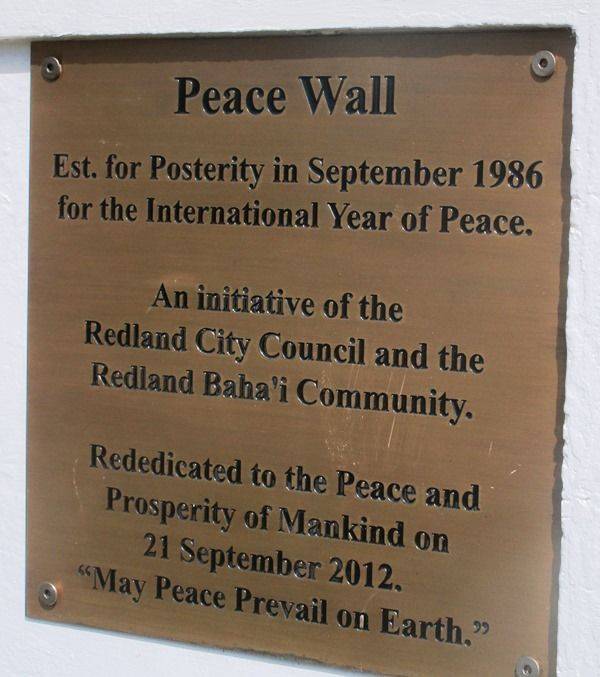 Peace Wall
Est. for Posterity in September 1986
for the International Year of Peace.
An initiative of the
Redland City Council and the
Redland Baha'i Community.
Rededicated to the Peace and
Prosperity of Mankind on
21 September 2012.
“May Peace Prevail on Earth.”